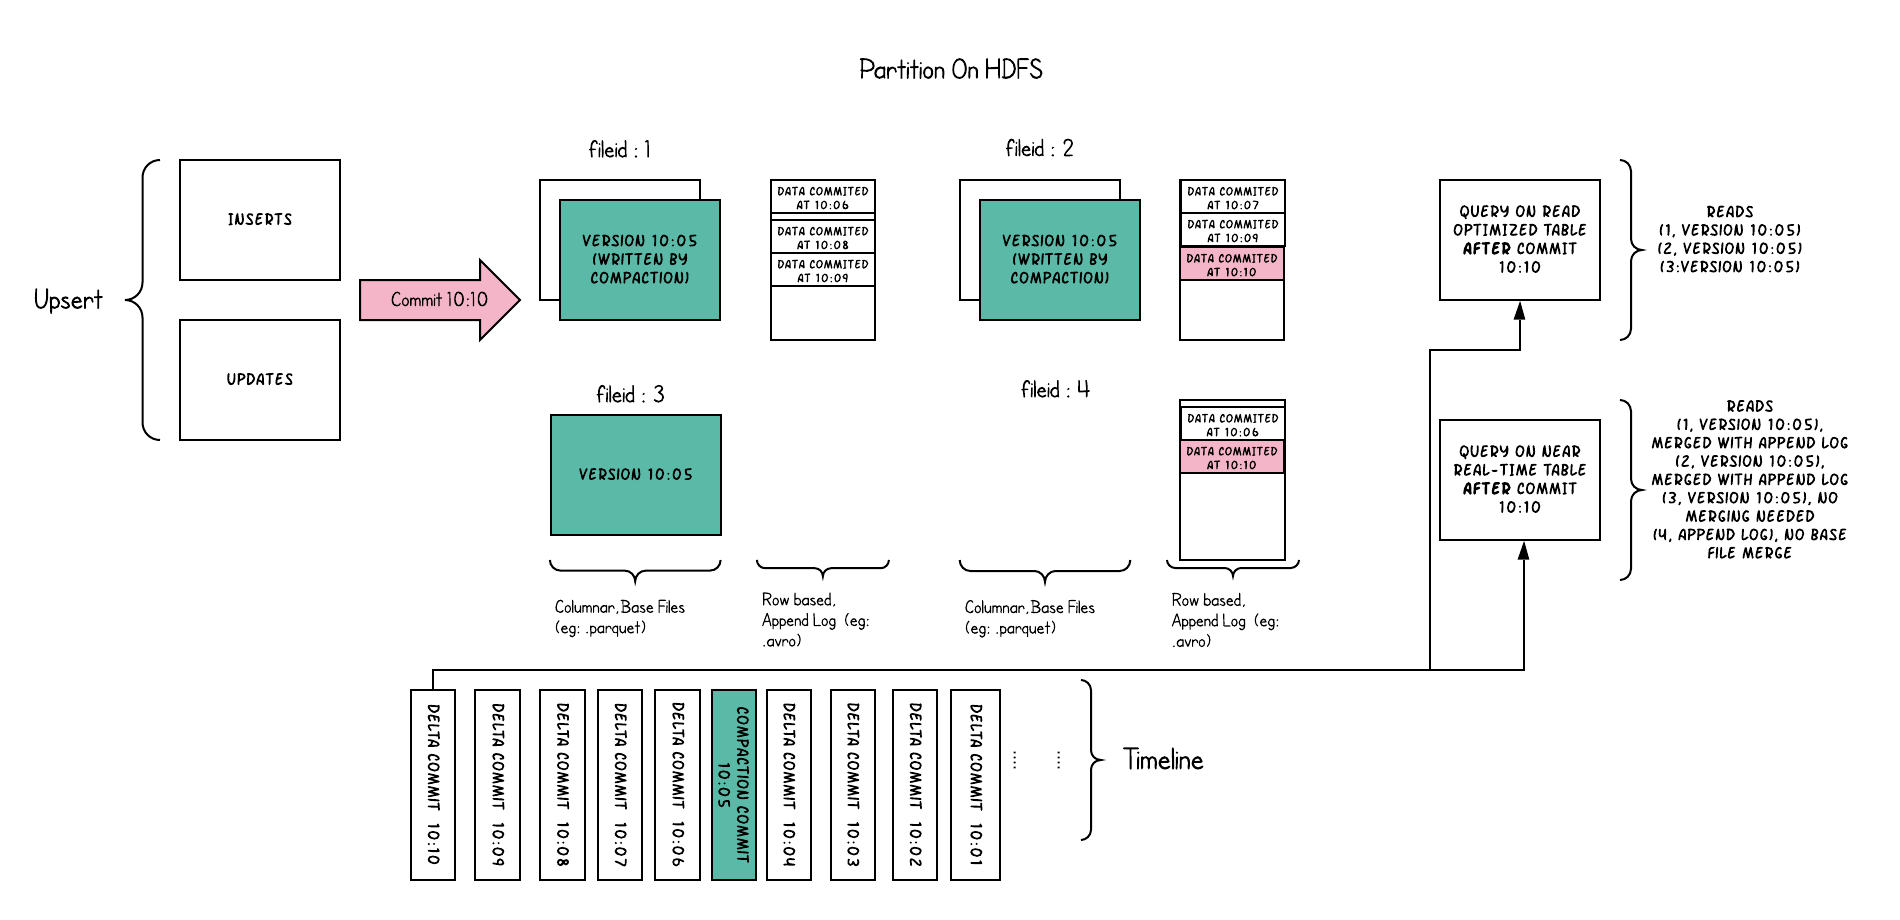 Partition On HDFS
Upsert
INSERTS
UPDATES
Commit 10:10
fileid : 1
VERSION 10:05
(WRITTEN BY
COMPACTION)
DATA COMMITED
AT 10:06
DATA COMMITED
AT 10:08
DATA COMMITED
AT 10:09
fileid : 2
VERSION 10:05
(WRITTEN BY
COMPACTION)
DATA COMMITED
AT 10:07
DATA COMMITED
AT 10:09
DATA COMMITED
AT 10:10
fileid : 3
VERSION 10:05
fileid : 4
DATA COMMITED
AT 10:06
DATA COMMITED
AT 10:10
Columnar,Base Files
(eg: .parquet)
Row based,
Append Log (eg:
.avro)
Columnar,Base Files
(eg: .parquet)
Row based,
Append Log (eg:
.avro)
QUERY ON READ
OPTIMIZED TABLE
AFTER COMMIT
10:10
READS
(1, VERSION 10:05)
(2, VERSION 10:05)
(3:VERSION 10:05)
QUERY ON NEAR
REAL-TIME TABLE
AFTER COMMIT
10:10
READS
(1, VERSION 10:05),
MERGED WITH APPEND LOG
(2, VERSION 10:05),
MERGED WITH APPEND LOG
(3, VERSION 10:05), NO
MERGING NEEDED
(4, APPEND LOG), NO BASE
FILE MERGE
DELTA COMMIT 10:10
DELTA COMMIT 10:09
DELTA COMMIT 10:08
DELTA COMMIT 10:07
DELTA COMMIT 10:06
COMPACTION COMMIT
10:05
DELTA COMMIT 10:04
DELTA COMMIT 10:03
DELTA COMMIT 10:02
DELTA COMMIT 10:01
Timeline